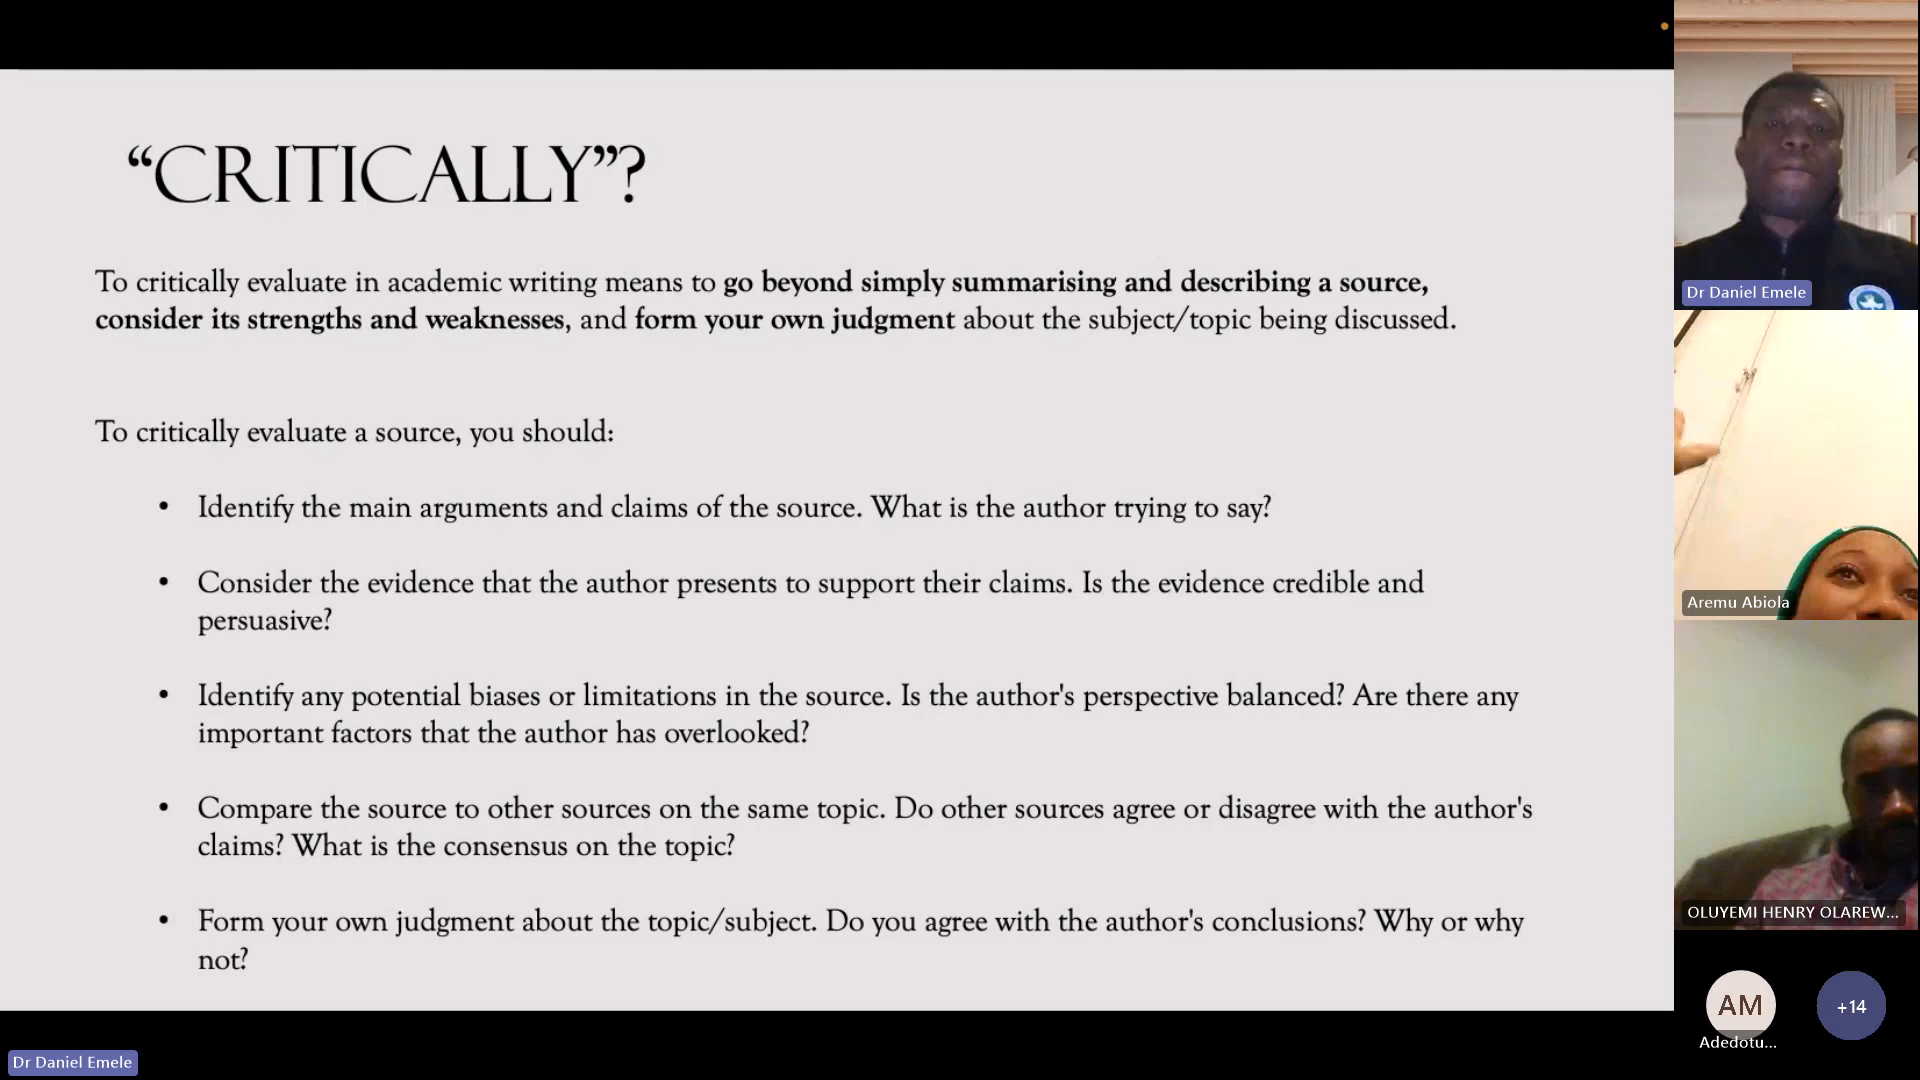 “CRITICALLY”?
To critically evaluate in academic writing means to go beyond simply summarising and describing a source,
consider its strengths and weaknesses, and form your own judgment about the subject/topic being discussed.
To critically evaluate a source, you should:
• Identify the main arguments and claims of the source. What is the author trying to say?
• Consider the evidence that the author presents to support their claims. Is the evidence credible and
persuasive?
• Identify any potential biases or limitations in the source. Is the author's perspective balanced? Are there any
important factors that the author has overlooked?
• Compare the source to other sources on the same topic. Do other sources agree or disagree with the author's
claims? What is the consensus on the topic?
• Form your own judgment about the topic/subject. Do you agree with the author's conclusions? Why or why
not?
Dr Daniel Emele
Dr Daniel Emele
Aremu Abiola
OLUYEMI HENRY OLAREW...
AM
Adedotu...
+14